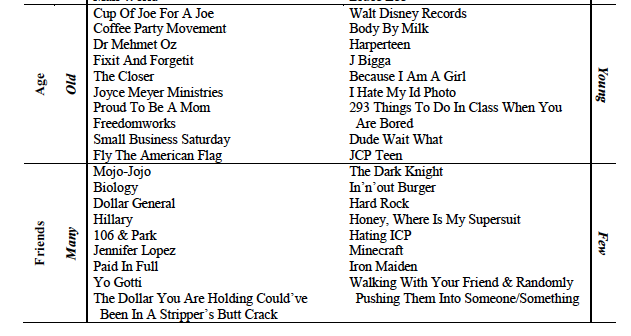 Age
Old
Cup Of Joe For A Joe
Coffee Party Movement
Dr Mehmet Oz
Fixit And Forgetit
The Closer
Joyce Meyer Ministries
Proud To Be A Mom
Freedomworks
Small Business Saturday
Fly The American Flag
Walt Disney Records
Body By Milk
Harperteen
J Bigga
Because I Am A Girl
I Hate My Id Photo
293 Things To Do In Class When You
Are Bored
Dude Wait What
JCP Teen
Young
Friends
Many
Mojo-Jojo
Biology
Dollar General
Hillary
106 & Park
Jennifer Lopez
Paid In Full
Yo Gotti
The Dollar You Are Holding Could've
Been In A Stripper's Butt Crack
The Dark Knight
In'n'out Burger
Hard Rock
Honey, Where Is My Supersuit
Hating ICP
Minecraft
Iron Maiden
Walking With Your Friend & Randomly
Pushing Them Into Someone/Something
Few